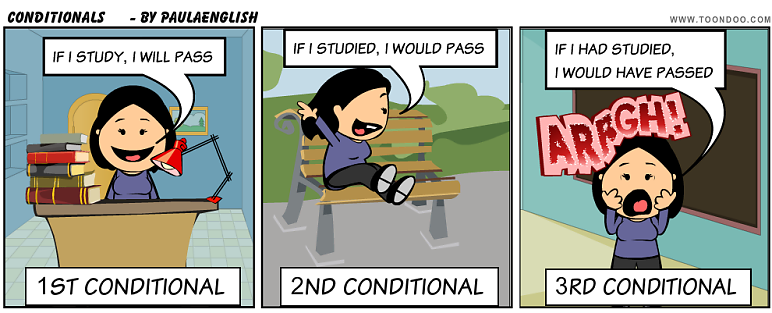 CONDITIONALS - BY PAULAENGLISH
WWW.TOONDOO.COM
IF I STUDY, I WILL PASS
1ST CONDITIONAL
IF I STUDIED, I WOULD PASS
2ND CONDITIONAL
IF I HAD STUDIED,
I WOULD HAVE PASSED
ARRGH!
3RD CONDITIONAL